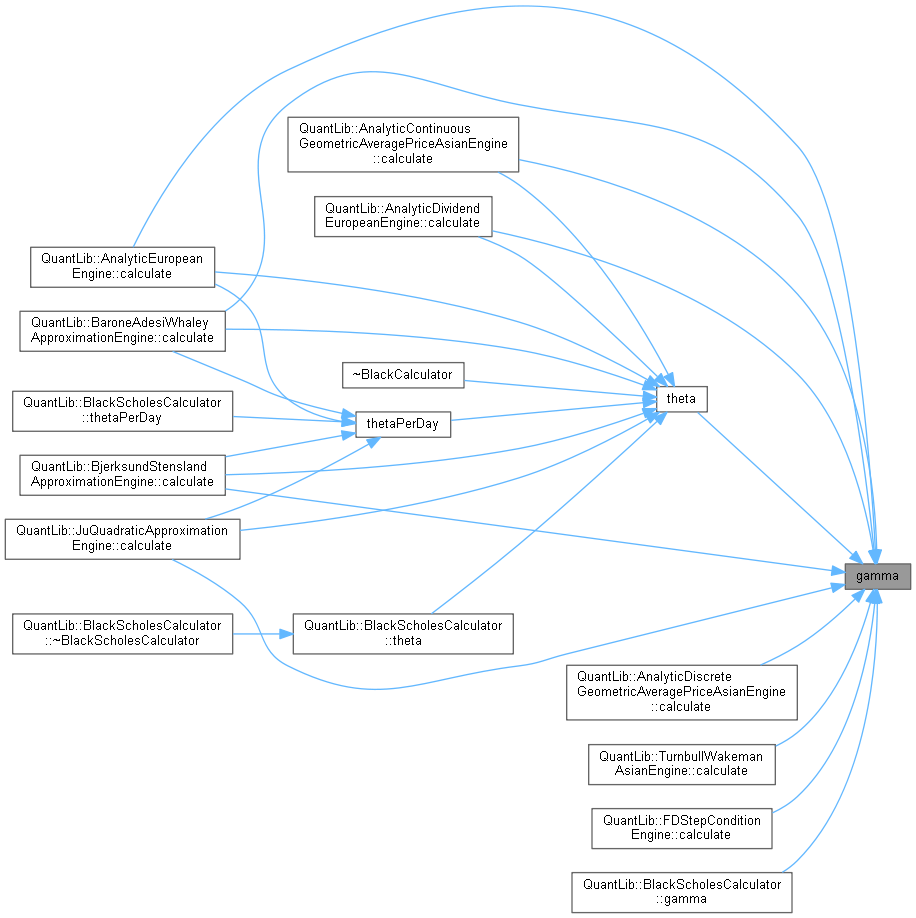 QuantLib::AnalyticContinuous
GeometricAveragePriceAsianEngine
::calculate
QuantLib::AnalyticDividend
EuropeanEngine::calculate
QuantLib::AnalyticEuropean
Engine::calculate
QuantLib::BaroneAdesiWhaley
ApproximationEngine::calculate
~BlackCalculator
theta
QuantLib::BlackScholesCalculator
::thetaPerDay
thetaPerDay
QuantLib::BjerksundStensland
ApproximationEngine::calculate
QuantLib::JuQuadraticApproximation
Engine::calculate
gamma
QuantLib::BlackScholesCalculator
::~BlackScholesCalculator
QuantLib::BlackScholesCalculator
::theta
QuantLib::AnalyticDiscrete
GeometricAveragePriceAsianEngine
::calculate
QuantLib::TurnbullWakeman
AsianEngine::calculate
QuantLib::FDStepCondition
Engine::calculate
QuantLib::BlackScholesCalculator
::gamma